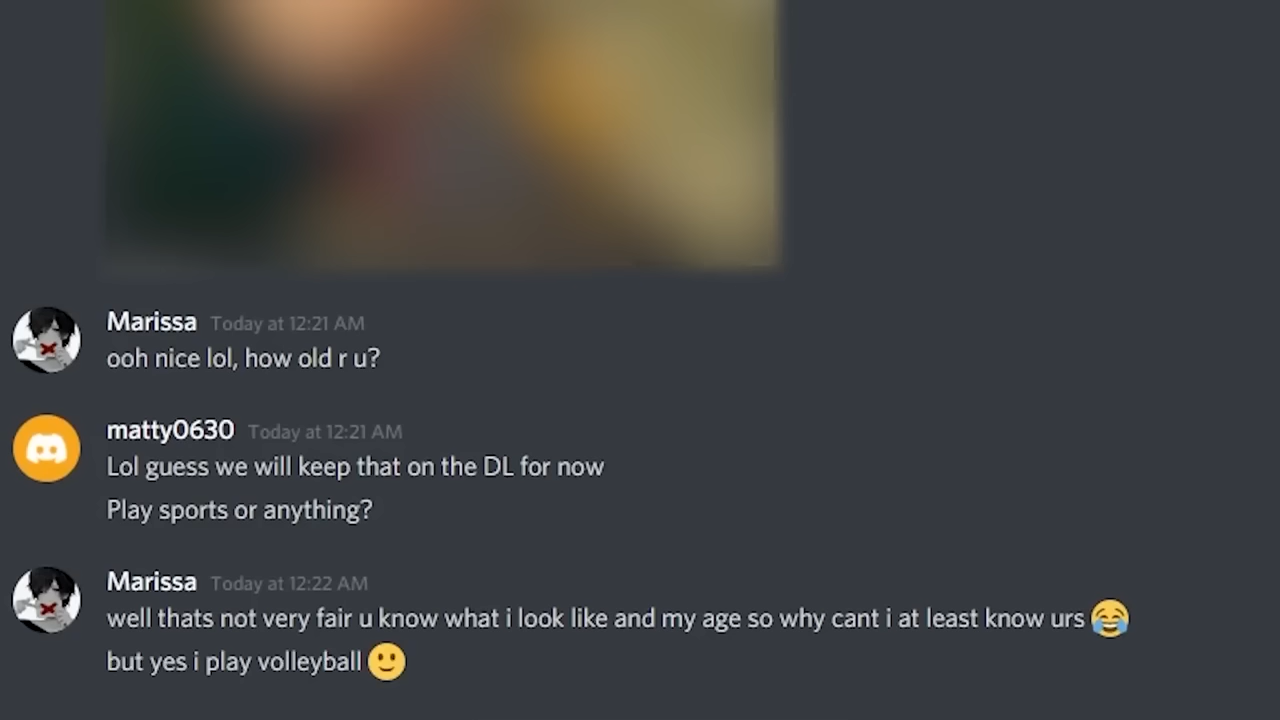 Marissa Today at 12:21 AM
ooh nice lol, how old r u?
matty0630 Today at 12:21 AM
Lol guess we will keep that on the DL for now
Play sports or anything?
Marissa Today at 12:22 AM
well thats not very fair u know what i look like and my age so why cant i at least know urs 😂
but yes i play volleyball 🙂